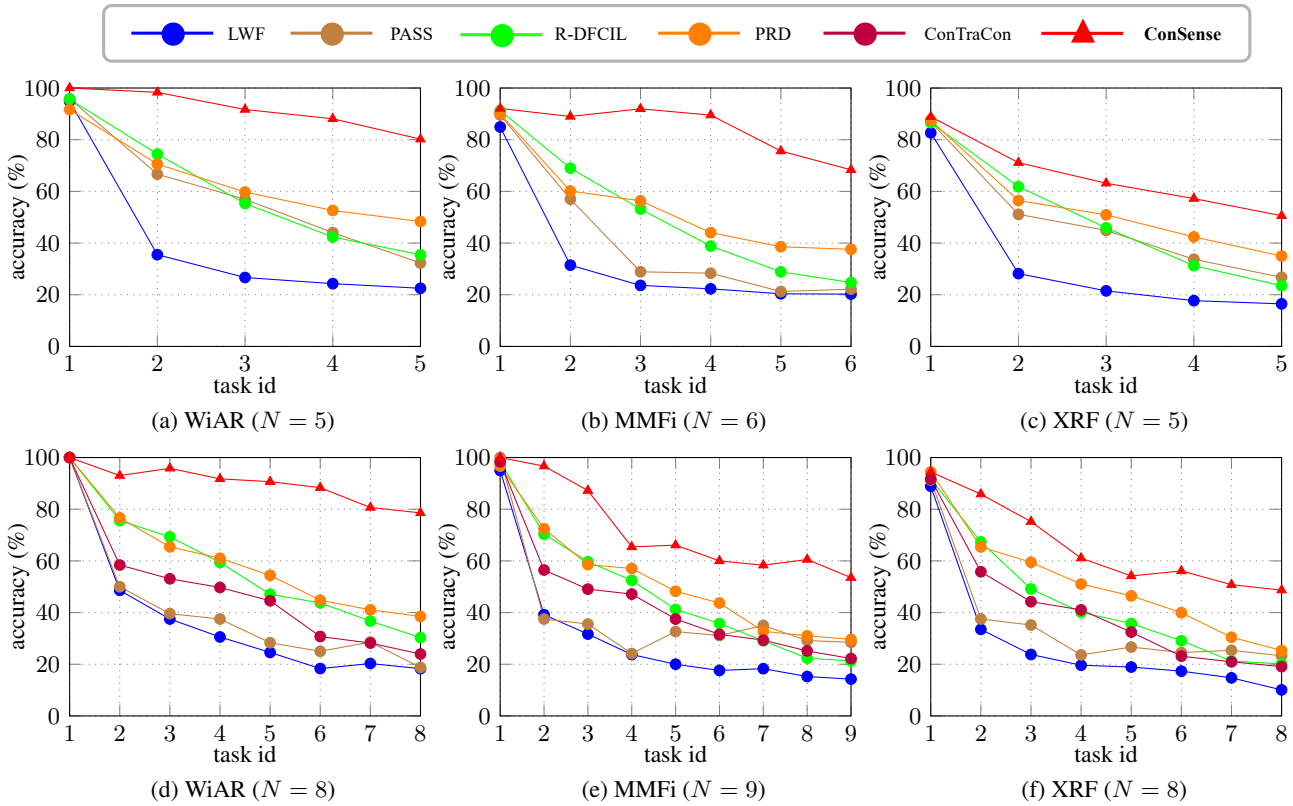 LWF PASS R-DFCIL PRD ConTraCon ConSense
100
80
60
40
20
0
accuracy (%)
1 2 3 4 5
task id
(a) WiAR (N = 5)
100
80
60
40
20
0
accuracy (%)
1 2 3 4 5 6
task id
(b) MMFi (N = 6)
100
80
60
40
20
0
accuracy (%)
1 2 3 4 5
task id
(c) XRF (N = 5)
100
80
60
40
20
0
accuracy (%)
1 2 3 4 5 6 7 8
task id
(d) WiAR (N = 8)
100
80
60
40
20
0
accuracy (%)
1 2 3 4 5 6 7 8 9
task id
(e) MMFi (N = 9)
100
80
60
40
20
0
accuracy (%)
1 2 3 4 5 6 7 8
task id
(f) XRF (N = 8)